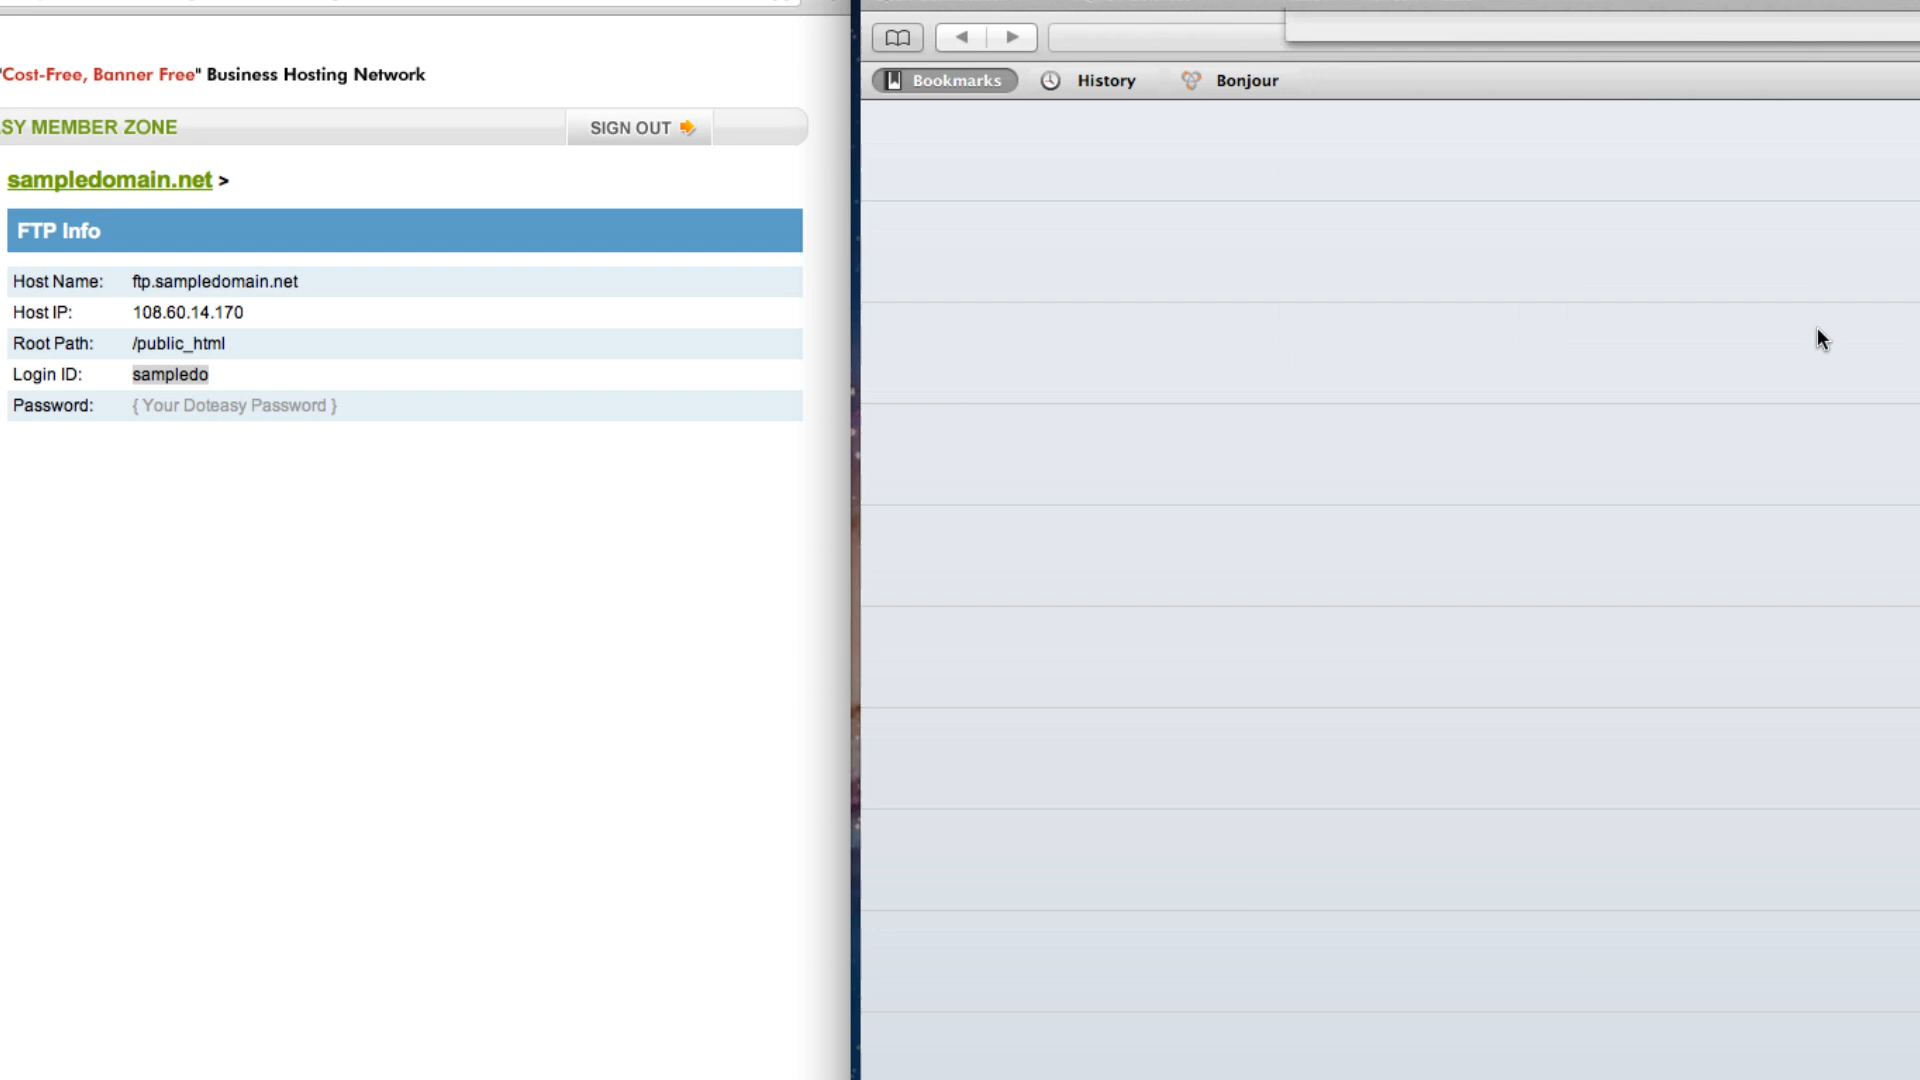 "Cost-Free, Banner Free" Business Hosting Network
SY MEMBER ZONE
SIGN OUT
sampledomain.net >
FTP Info
Host Name: ftp.sampledomain.net
Host IP: 108.60.14.170
Root Path: /public_html
Login ID: sampledo
Password: { Your Doteasy Password }
Bookmarks
History
Bonjour